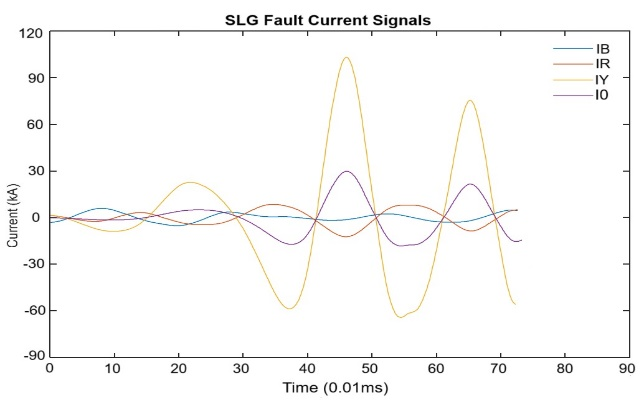 SLG Fault Current Signals
120
90
60
30
0
-30
-60
-90
Current (kA)
IB
IR
IY
I0
0 10 20 30 40 50 60 70 80 90
Time (0.01ms)